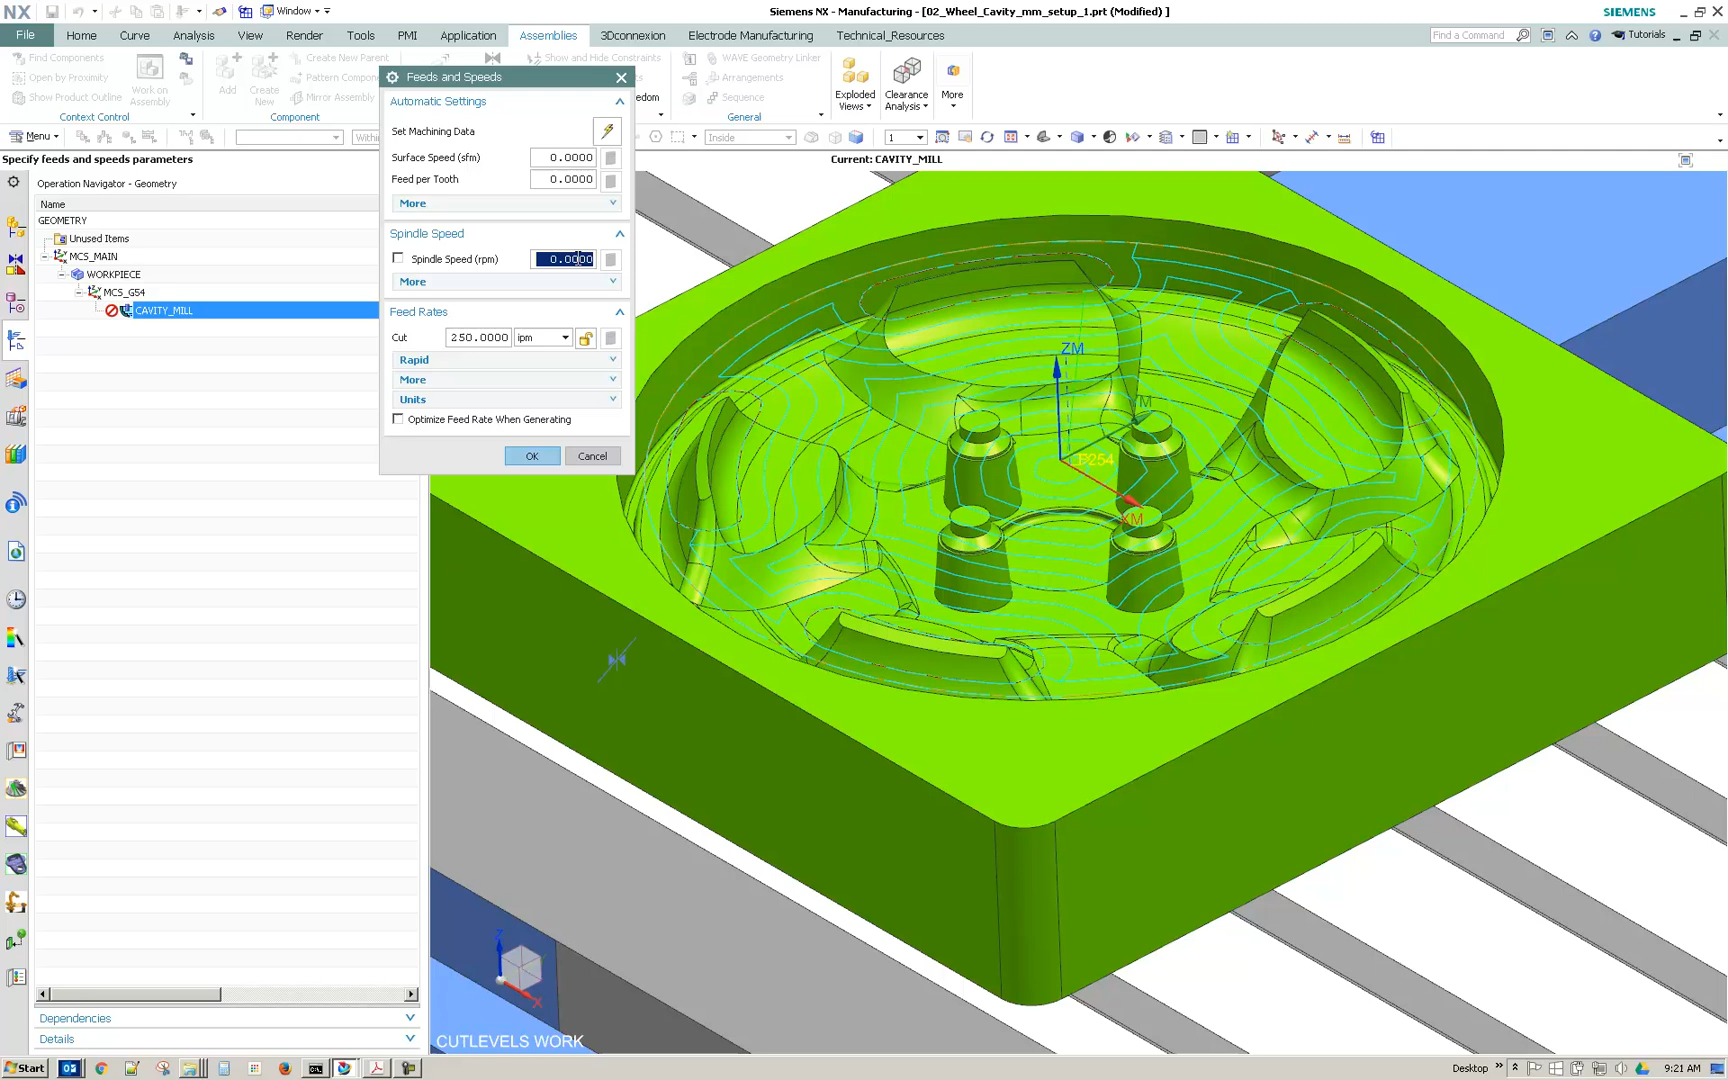 NX Window Siemens NX - Manufacturing - [02_Wheel_Cavity_mm_setup_1.prt (Modified) ] SIEMENS
File Home Curve Analysis View Render Tools PMI Application Assemblies 3Dconnexion Electrode Manufacturing Technical_Resources Find a Command Tutorials
Find Components
Open by Proximity
Show Product Outline
Work on
Assembly
Context Control
Add
Create
New
Create New Parent
Pattern Compone
Mirror Assembly
Component
Show and Hide Constraints
edom
WAVE Geometry Linker
Arrangements
Sequence
General
Exploded
Views
Clearance
Analysis
More
Menu Within Inside 1
Specify feeds and speeds parameters Current: CAVITY_MILL
Operation Navigator - Geometry
Name
GEOMETRY
Unused Items
MCS_MAIN
WORKPIECE
MCS_G54
CAVITY_MILL
Dependencies
Details
Feeds and Speeds
Automatic Settings
Set Machining Data
Surface Speed (sfm) 0.0000
Feed per Tooth 0.0000
More
Spindle Speed
Spindle Speed (rpm) 0.0000
More
Feed Rates
Cut 250.0000 ipm
Rapid
More
Units
Optimize Feed Rate When Generating
OK Cancel
ZM
XM
Z
X
CUTLEVELS WORK
Start Desktop 9:21 AM